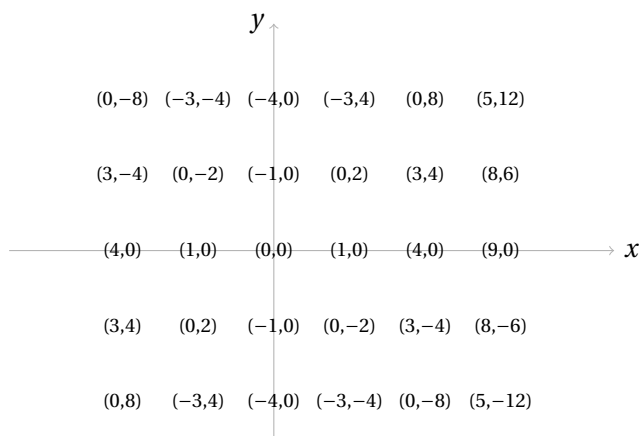 y
(0,−8) (−3,−4) (−4,0) (−3,4) (0,8) (5,12)
(3,−4) (0,−2) (−1,0) (0,2) (3,4) (8,6)
(4,0) (1,0) (0,0) (1,0) (4,0) (9,0) x
(3,4) (0,2) (−1,0) (0,−2) (3,−4) (8,−6)
(0,8) (−3,4) (−4,0) (−3,−4) (0,−8) (5,−12)